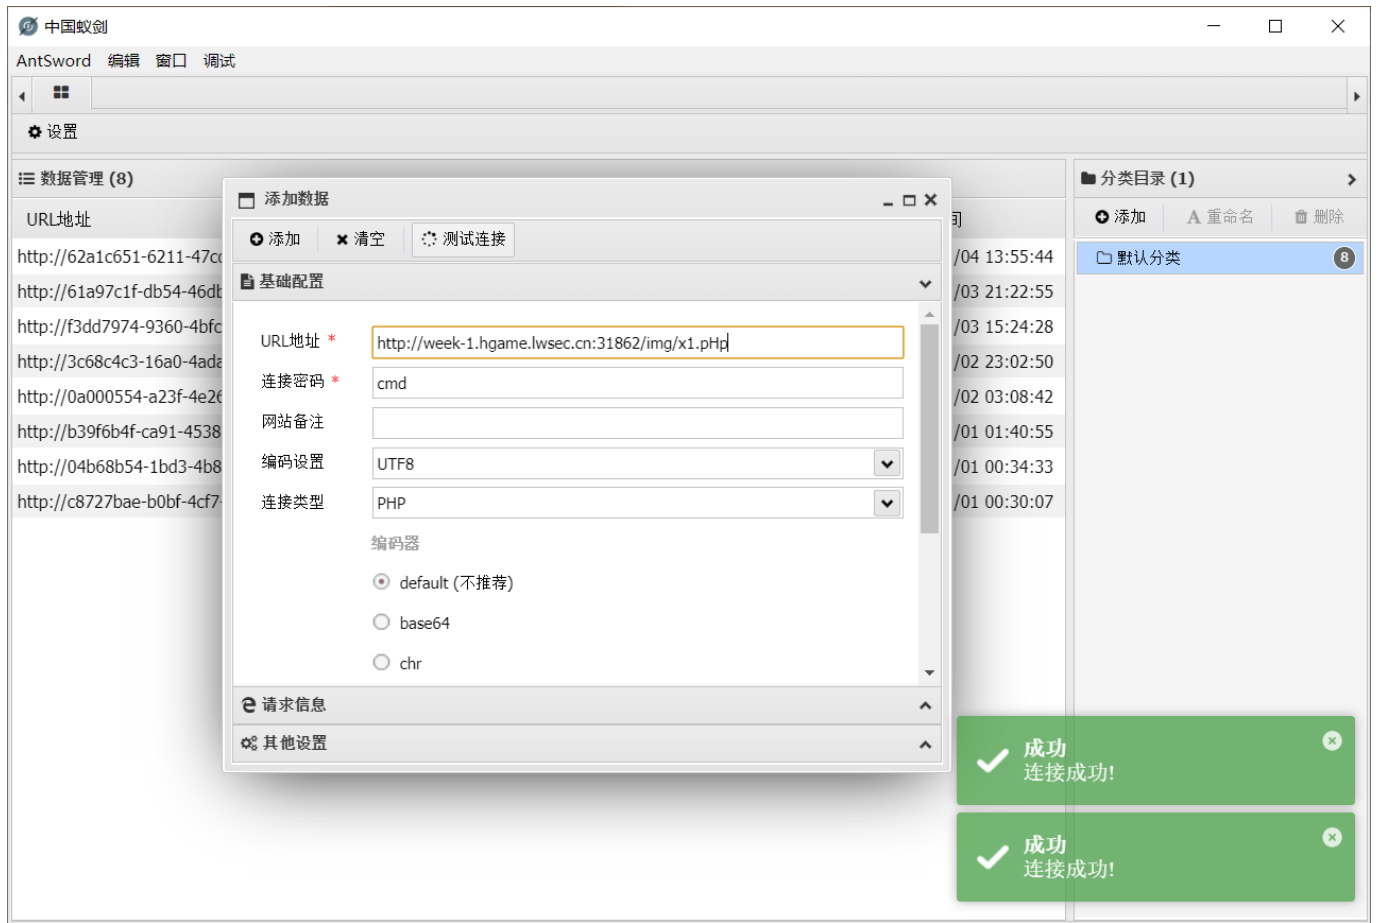 中国蚁剑
AntSword 编辑 窗口 调试
设置
数据管理 (8)
URL地址
http://62a1c651-6211-47c
/04 13:55:44
http://61a97c1f-db54-46db
/03 21:22:55
http://f3dd7974-9360-4bfc
/03 15:24:28
http://3c68c4c3-16a0-4ada
/02 23:02:50
http://0a000554-a23f-4e26
/02 03:08:42
http://b39f6b4f-ca91-4538
/01 01:40:55
http://04b68b54-1bd3-4b8
/01 00:34:33
http://c8727bae-b0bf-4cf7-
/01 00:30:07
添加数据
添加 清空 测试连接
基础配置
URL地址 * http://week-1.hgame.lwsec.cn:31862/img/x1.pHp
连接密码 * cmd
网站备注
编码设置 UTF8
连接类型 PHP
编码器
default (不推荐)
base64
chr
请求信息
其他设置
分类目录 (1)
添加 重命名 删除
默认分类 8
成功
连接成功!
成功
连接成功!